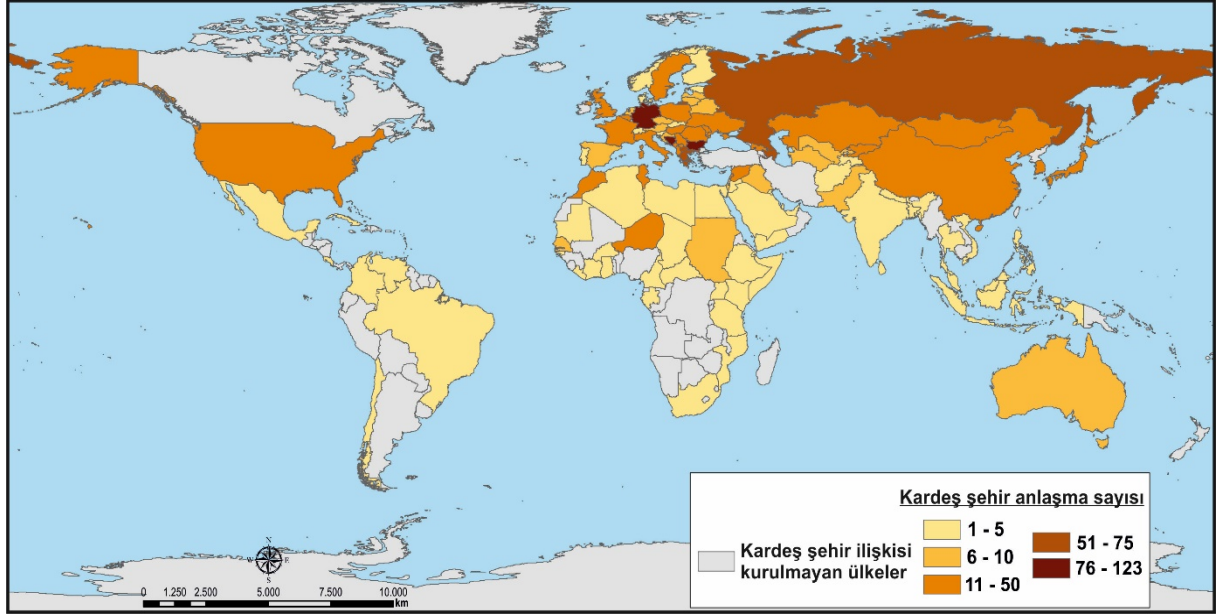 N
W E
S
0 1.250 2.500 5.000 7.500 10.000
km
Kardeş şehir anlaşma sayısı
Kardeş şehir ilişkisi
kurulmayan ülkeler
1 - 5
6 - 10
11 - 50
51 - 75
76 - 123